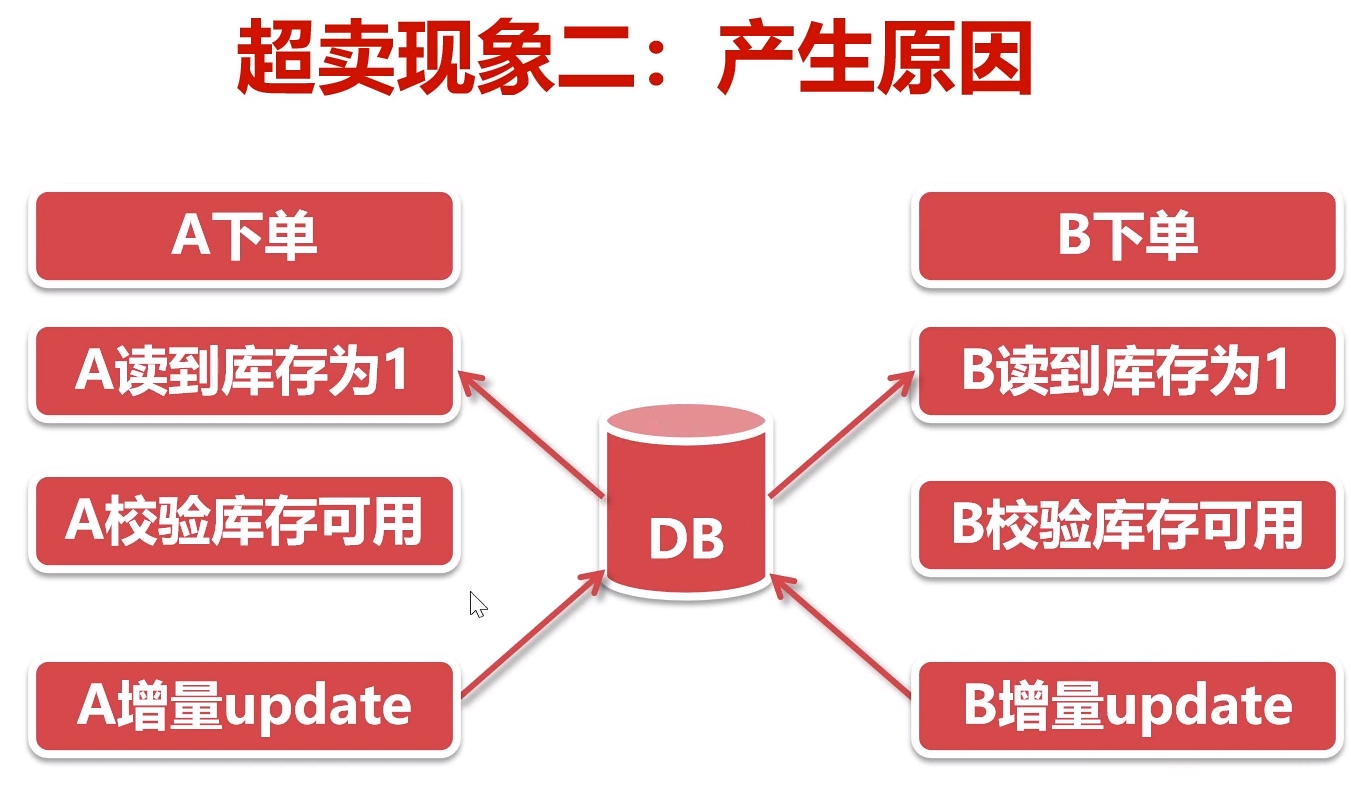 超卖现象二：产生原因
A下单
B下单
A读到库存为1
B读到库存为1
A校验库存可用
B校验库存可用
DB
A增量update
B增量update